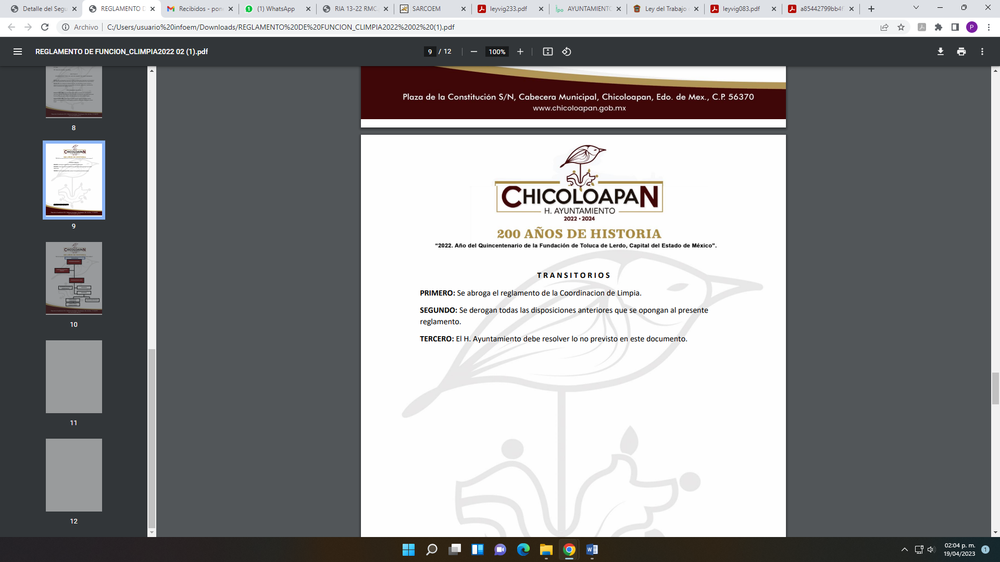 Detalle del Segu
REGLAMENTO D
Recibidos - pon
(1) WhatsApp
RIA 13-22 RMC.
SARCOEM
leyvig233.pdf
AYUNTAMIENTO
Ley del Trabajo
leyvig083.pdf
a85442799bb4f
Archivo
C:/Users/usuario%20infoem/Downloads/REGLAMENTO%20DE%20FUNCION_CLIMPIA2022%2002%20(1).pdf
P
REGLAMENTO DE FUNCION_CLIMPIA2022 02 (1).pdf
9 / 12
100%
8
9
10
11
12
Plaza de la Constitución S/N, Cabecera Municipal, Chicoloapan, Edo. de Mex., C.P. 56370
www.chicoloapan.gob.mx
CHICOLOAPAN
H. AYUNTAMIENTO
2022 • 2024
200 AÑOS DE HISTORIA
“2022. Año del Quincentenario de la Fundación de Toluca de Lerdo, Capital del Estado de México”.
T R A N S I T O R I O S
PRIMERO: Se abroga el reglamento de la Coordinacion de Limpia.
SEGUNDO: Se derogan todas las disposiciones anteriores que se opongan al presente
reglamento.
TERCERO: El H. Ayuntamiento debe resolver lo no previsto en este documento.
02:04 p. m.
19/04/2023
1